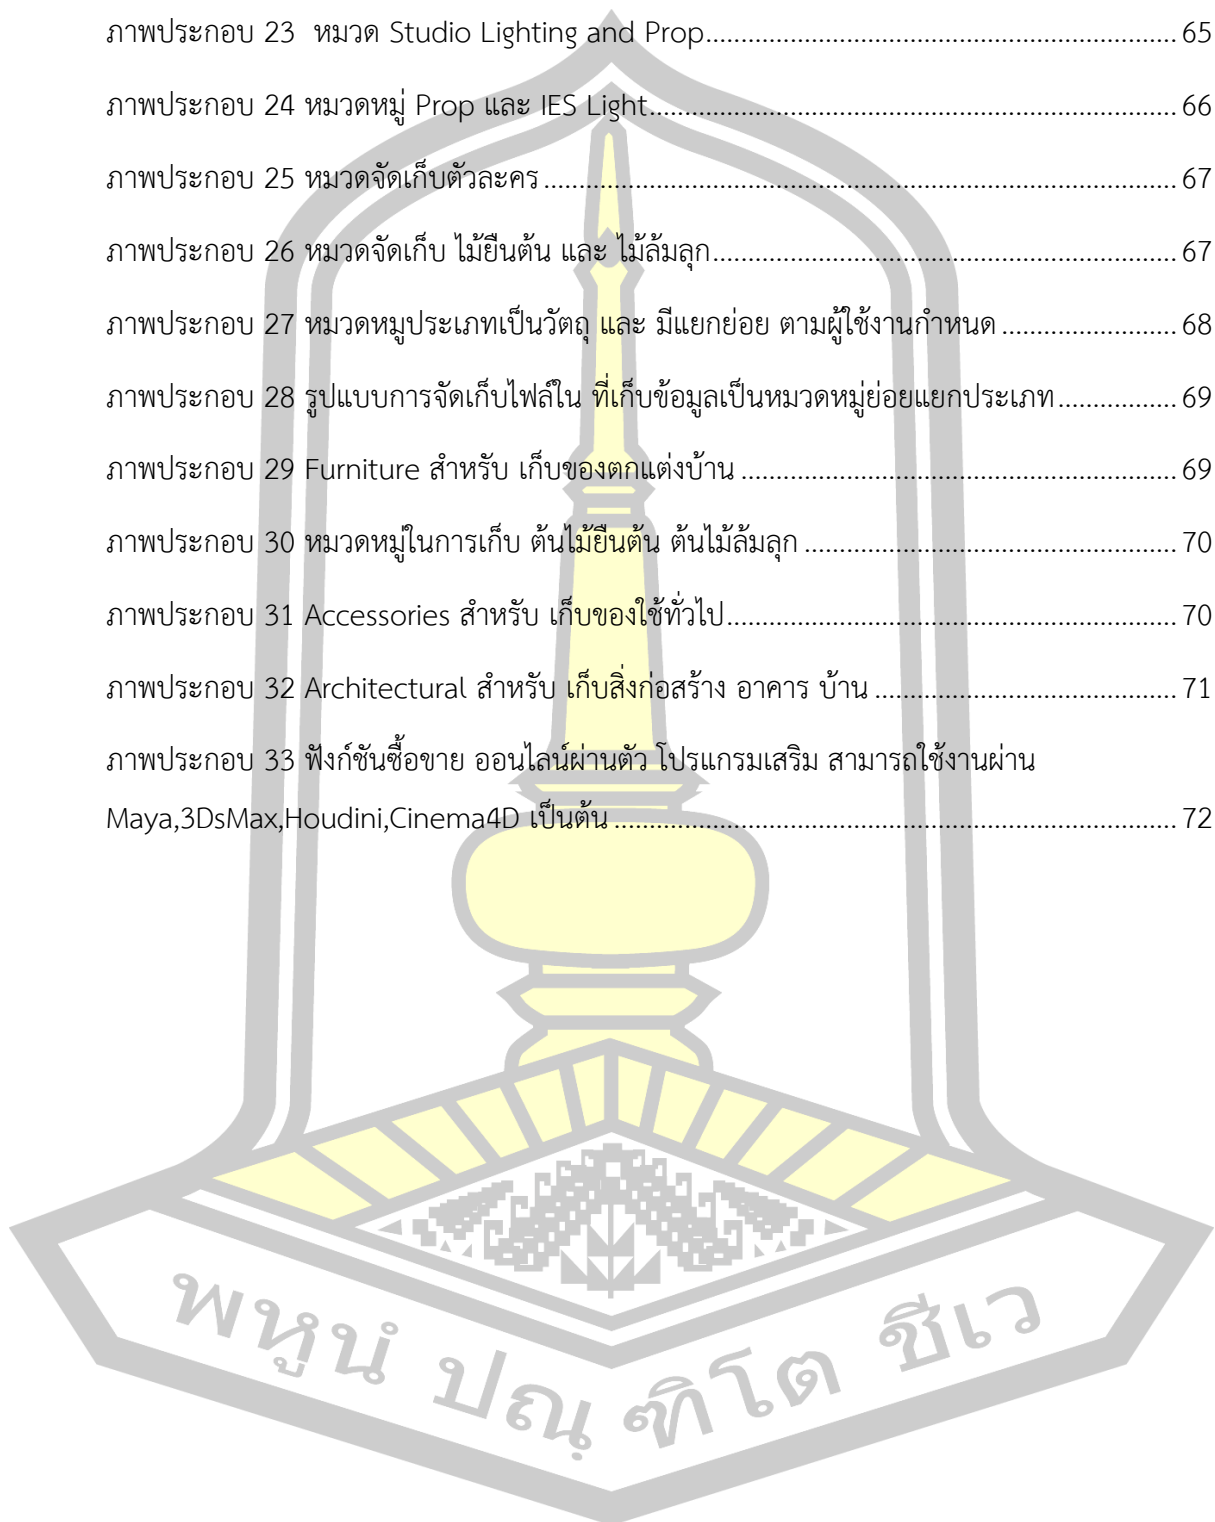 ภาพประกอบ 23  หมวด Studio Lighting and Prop.................................................................................. 65
ภาพประกอบ 24 หมวดหมู่ Prop และ IES Light........................................................................................... 66
ภาพประกอบ 25 หมวดจัดเก็บตัวละคร ............................................................................................................. 67
ภาพประกอบ 26 หมวดจัดเก็บ ไม้ยืนต้น และ ไม้ล้มลุก................................................................................ 67
ภาพประกอบ 27 หมวดหมูประเภทเป็นวัตถุ และ มีแยกย่อย ตามผู้ใช้งานกำหนด .............................. 68
ภาพประกอบ 28 รูปแบบการจัดเก็บไฟล์ใน ที่เก็บข้อมูลเป็นหมวดหมู่ย่อยแยกประเภท.................... 69
ภาพประกอบ 29 Furniture สำหรับ เก็บของตกแต่งบ้าน ........................................................................... 69
ภาพประกอบ 30 หมวดหมู่ในการเก็บ ต้นไม้ยืนต้น ต้นไม้ล้มลุก ................................................................ 70
ภาพประกอบ 31 Accessories สำหรับ เก็บของใช้ทั่วไป.............................................................................. 70
ภาพประกอบ 32 Architectural สำหรับ เก็บสิ่งก่อสร้าง อาคาร บ้าน .................................................... 71
ภาพประกอบ 33 ฟังก์ชันซื้อขาย ออนไลน์ผ่านตัว โปรแกรมเสริม สามารถใช้งานผ่าน
Maya,3DsMax,Houdini,Cinema4D เป็นต้น ................................................................................................. 72
พหูนํ ปณฺฑิโต ชีเว